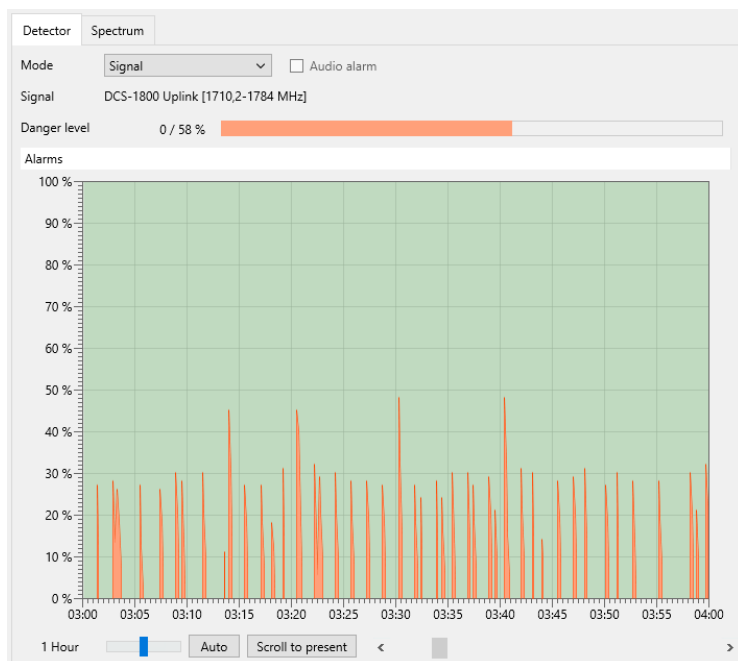 Detector Spectrum
Mode Signal Audio alarm
Signal DCS-1800 Uplink [1710,2-1784 MHz]
Danger level 0 / 58 %
Alarms
100 %
90 %
80 %
70 %
60 %
50 %
40 %
30 %
20 %
10 %
0 %
03:00 03:05 03:10 03:15 03:20 03:25 03:30 03:35 03:40 03:45 03:50 03:55 04:00
1 Hour Auto Scroll to present < >